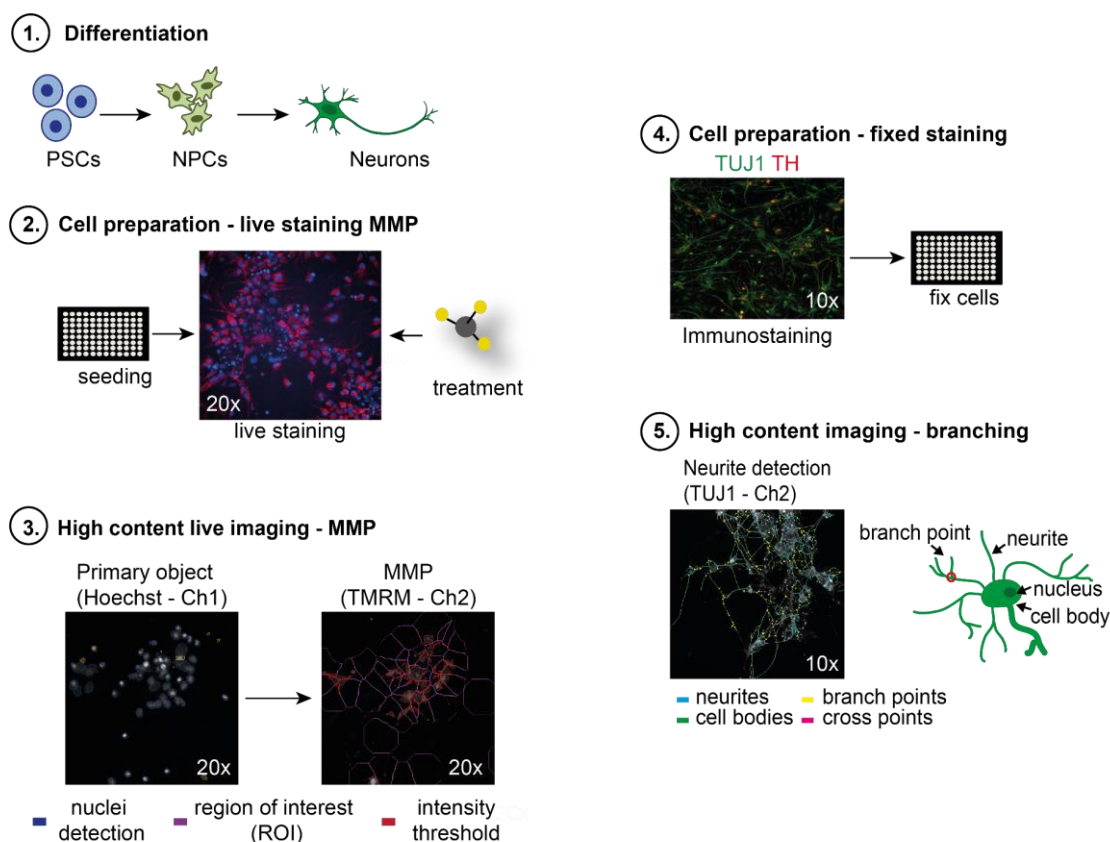 1. Differentiation
PSCs NPCs Neurons
2. Cell preparation - live staining MMP
seeding
20x
live staining
treatment
3. High content live imaging - MMP
Primary object
(Hoechst - Ch1)
20x
MMP
(TMRM - Ch2)
20x
nuclei
detection
region of interest
(ROI)
intensity
threshold
4. Cell preparation - fixed staining
TUJ1 TH
10x
Immunostaining
fix cells
5. High content imaging - branching
Neurite detection
(TUJ1 - Ch2)
10x
branch point
neurite
nucleus
cell body
neurites
branch points
cell bodies
cross points